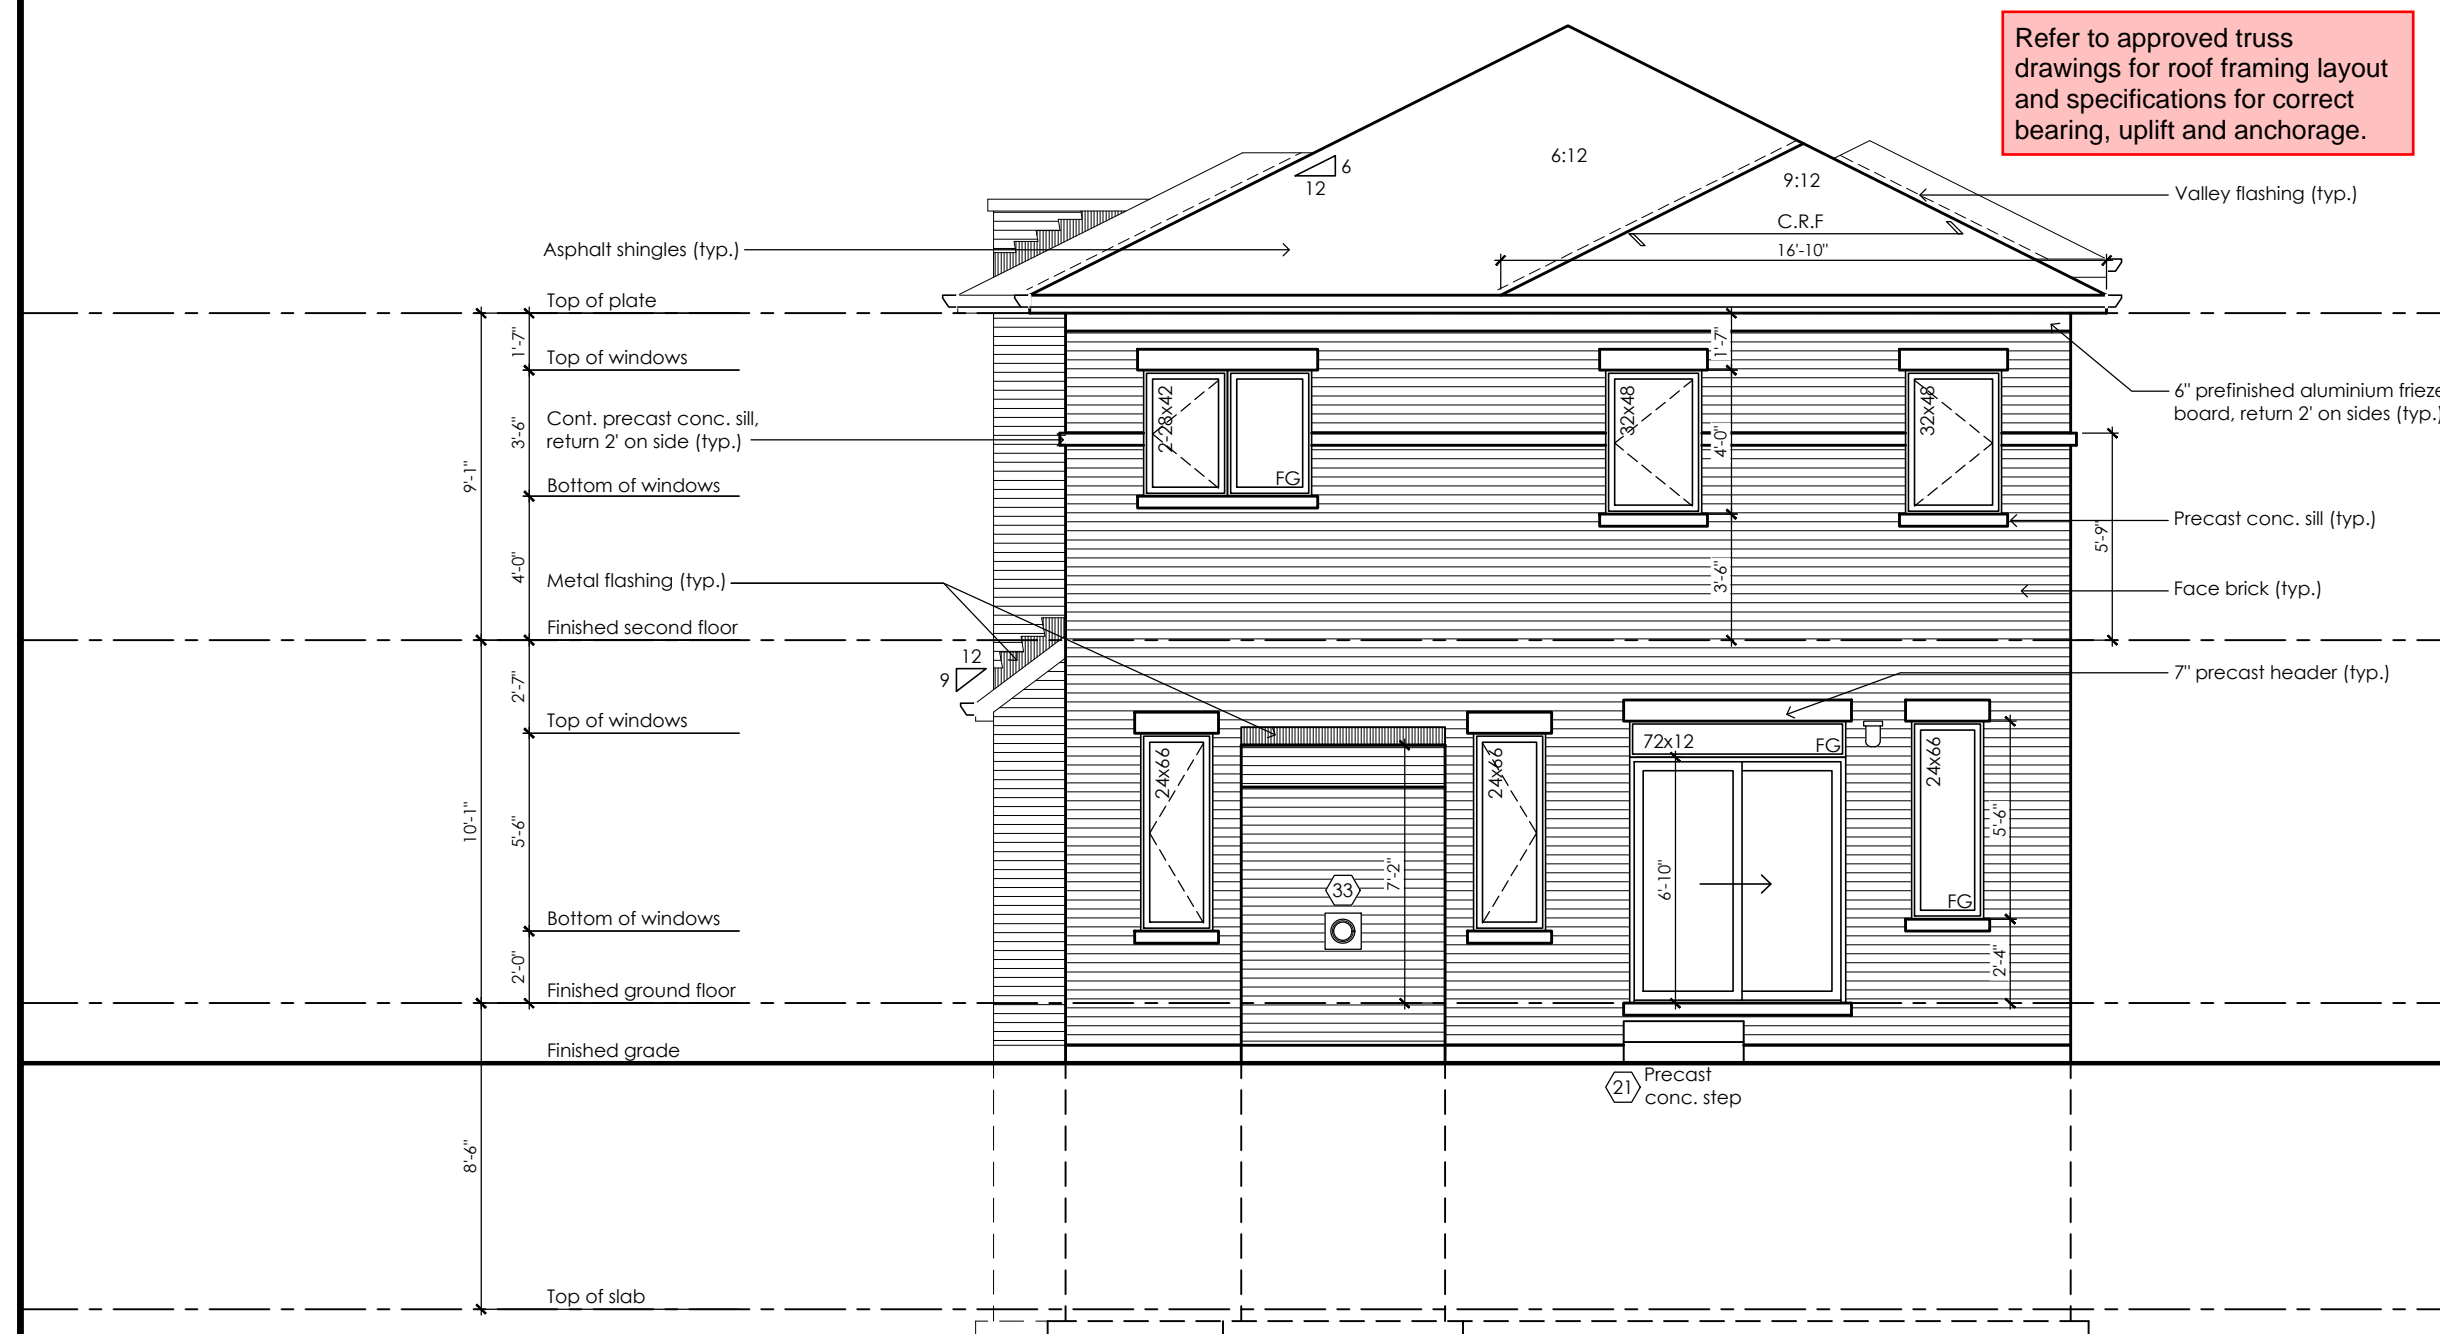 Refer to approved truss
drawings for roof framing layout
and specifications for correct
bearing, uplift and anchorage.
6:12
6
12
9:12
Valley flashing (typ.)
C.R.F
16'-10"
Asphalt shingles (typ.)
Top of plate
1'-7"
1'-7"
Top of windows
2-28x42
32x48
32x48
6" prefinished aluminium frieze
board, return 2' on sides (typ.)
Cont. precast conc. sill,
return 2' on side (typ.)
3'-6"
4'-0"
9'-1"
FG
Bottom of windows
Precast conc. sill (typ.)
5'-9"
4'-0"
3'-6"
Metal flashing (typ.)
Face brick (typ.)
Finished second floor
12
9
7" precast header (typ.)
2'-7"
Top of windows
72x12
FG
24x66
24x66
24x66
10'-1"
5'-6"
5'-6"
7'-2"
6'-10"
33
FG
Bottom of windows
2'-0"
2'-4"
Finished ground floor
Finished grade
21
Precast
conc. step
8'-6"
Top of slab